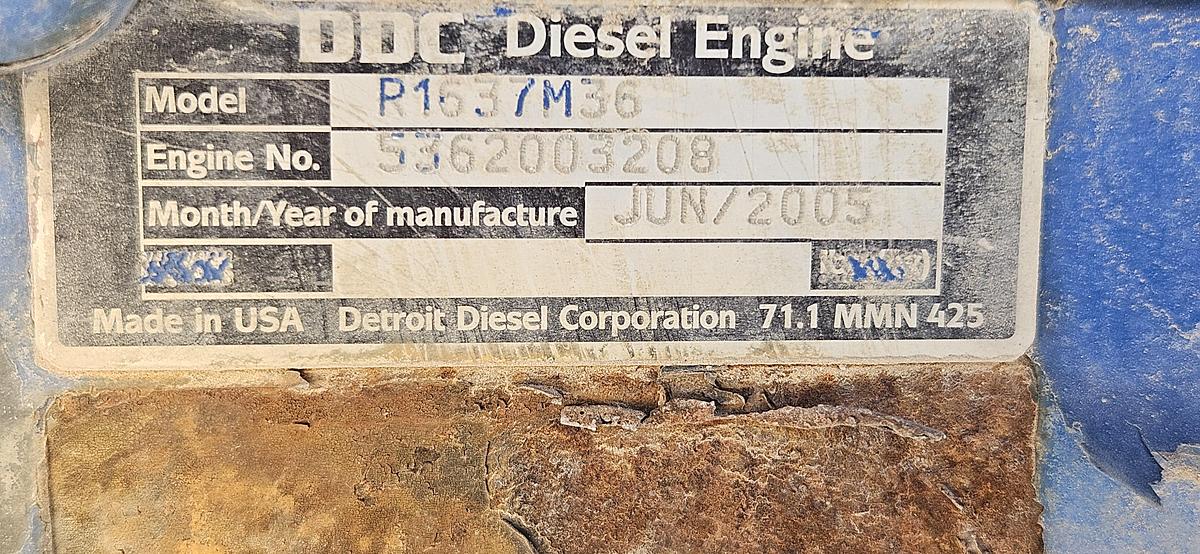 DDC Diesel Engine
Model R1637M36
Engine No. 5362003208
Month/Year of manufacture JUN/2005
Made in USA Detroit Diesel Corporation 71.1 MMN 425